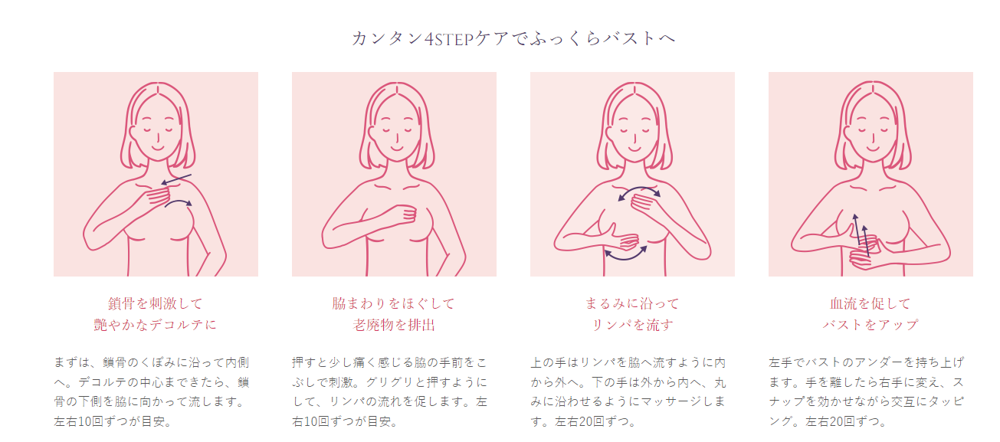 カンタン4STEPケアでふっくらバストへ
鎖骨を刺激して
艶やかなデコルテに
まずは、鎖骨のくぼみに沿って内側
へ。デコルテの中心まできたら、鎖
骨の下側を脇に向かって流します。
左右10回ずつが目安。
脇まわりをほぐして
老廃物を排出
押すと少し痛く感じる脇の手前をこ
ぶしで刺激。グリグリと押すように
して、リンパの流れを促します。左
右10回ずつが目安。
まるみに沿って
リンパを流す
上の手はリンパを脇へ流すように内
から外へ。下の手は外から内へ、丸
みに沿わせるようにマッサージしま
す。左右20回ずつ。
血流を促して
バストをアップ
左手でバストのアンダーを持ち上げ
ます。手を離したら右手に変え、ス
ナップを効かせながら交互にタッピ
ング。左右20回ずつ。